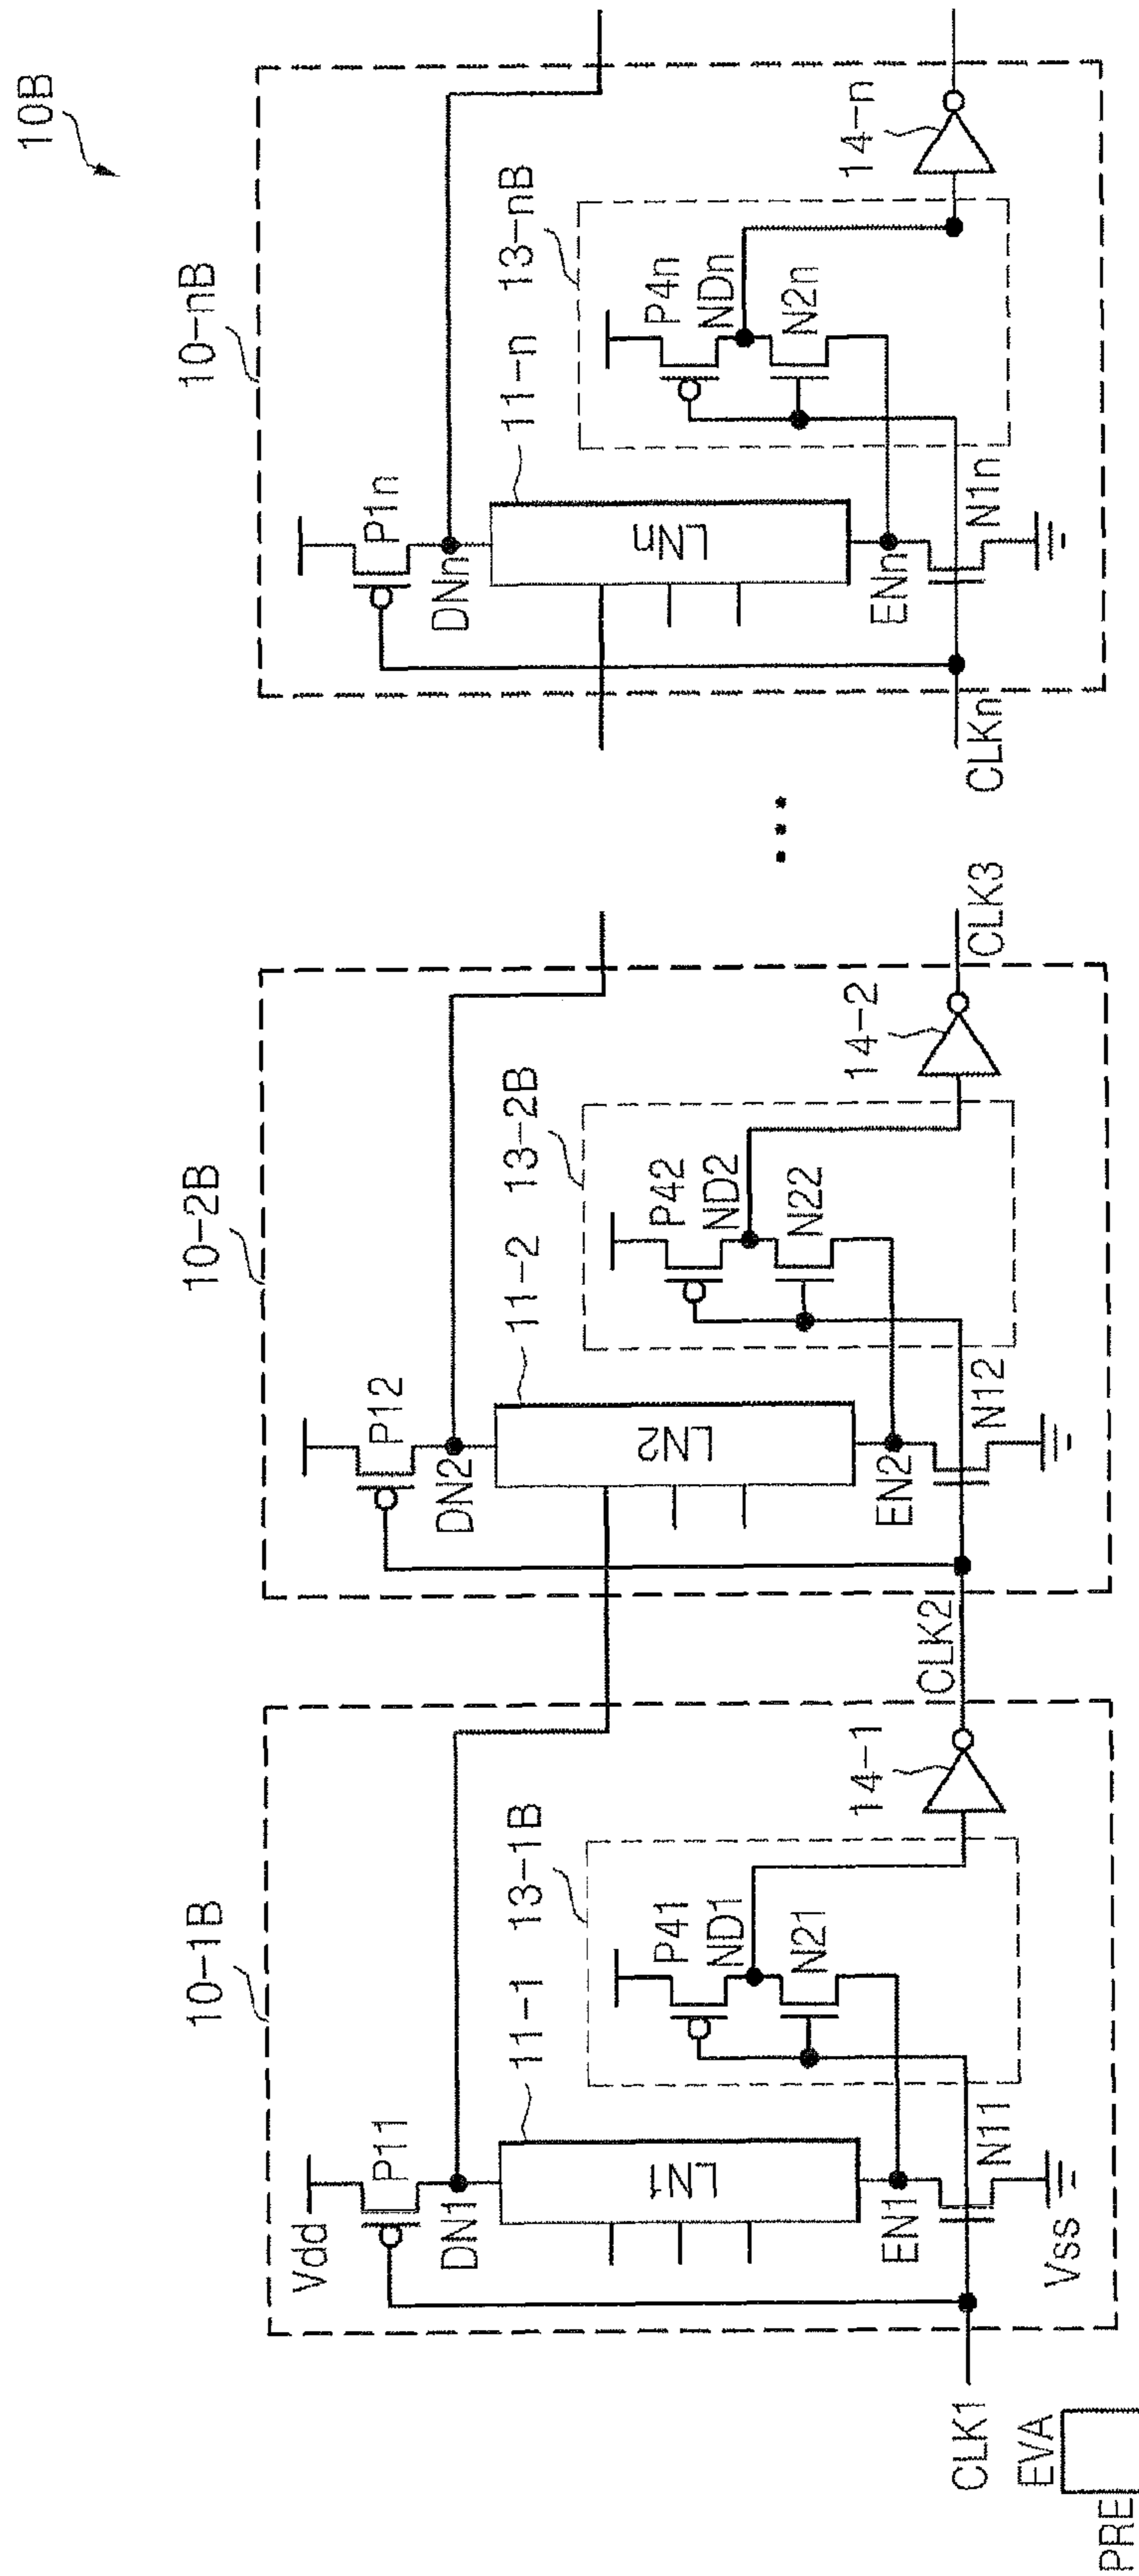 10B
10-1B
10-2B
10-nB
Vdd
P11
DN1
11-1
LN1
13-1B
P41
ND1
N21
EN1
N11
Vss
14-1
CLK1
EVA
PRE
CLK2
P12
DN2
11-2
LN2
13-2B
P42
ND2
N22
EN2
N12
14-2
CLK3
CLKn
P1n
DNn
11-n
LNn
13-nB
P4n
NDn
N2n
ENn
N1n
14-n